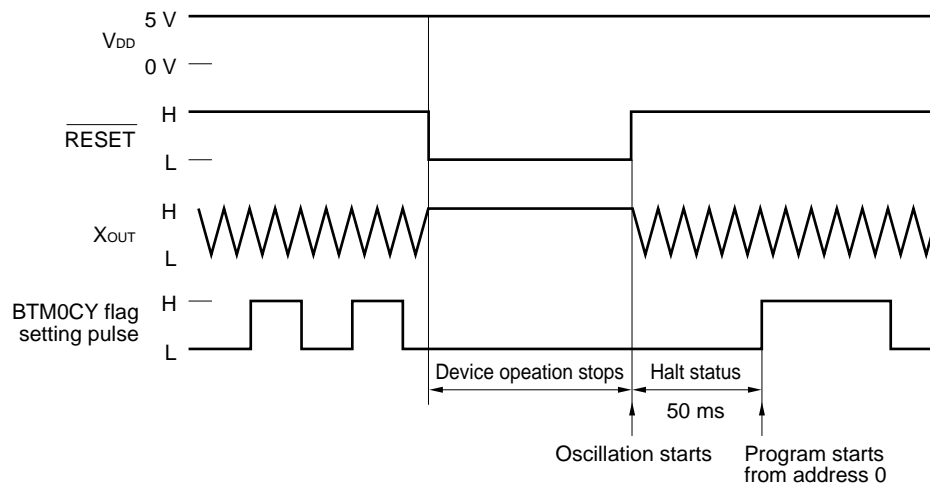 5 V
VDD
0 V
H
RESET
L
H
XOUT
L
BTM0CY flag
setting pulse
H
L
Device opeation stops
Halt status
50 ms
Oscillation starts
Program starts
from address 0